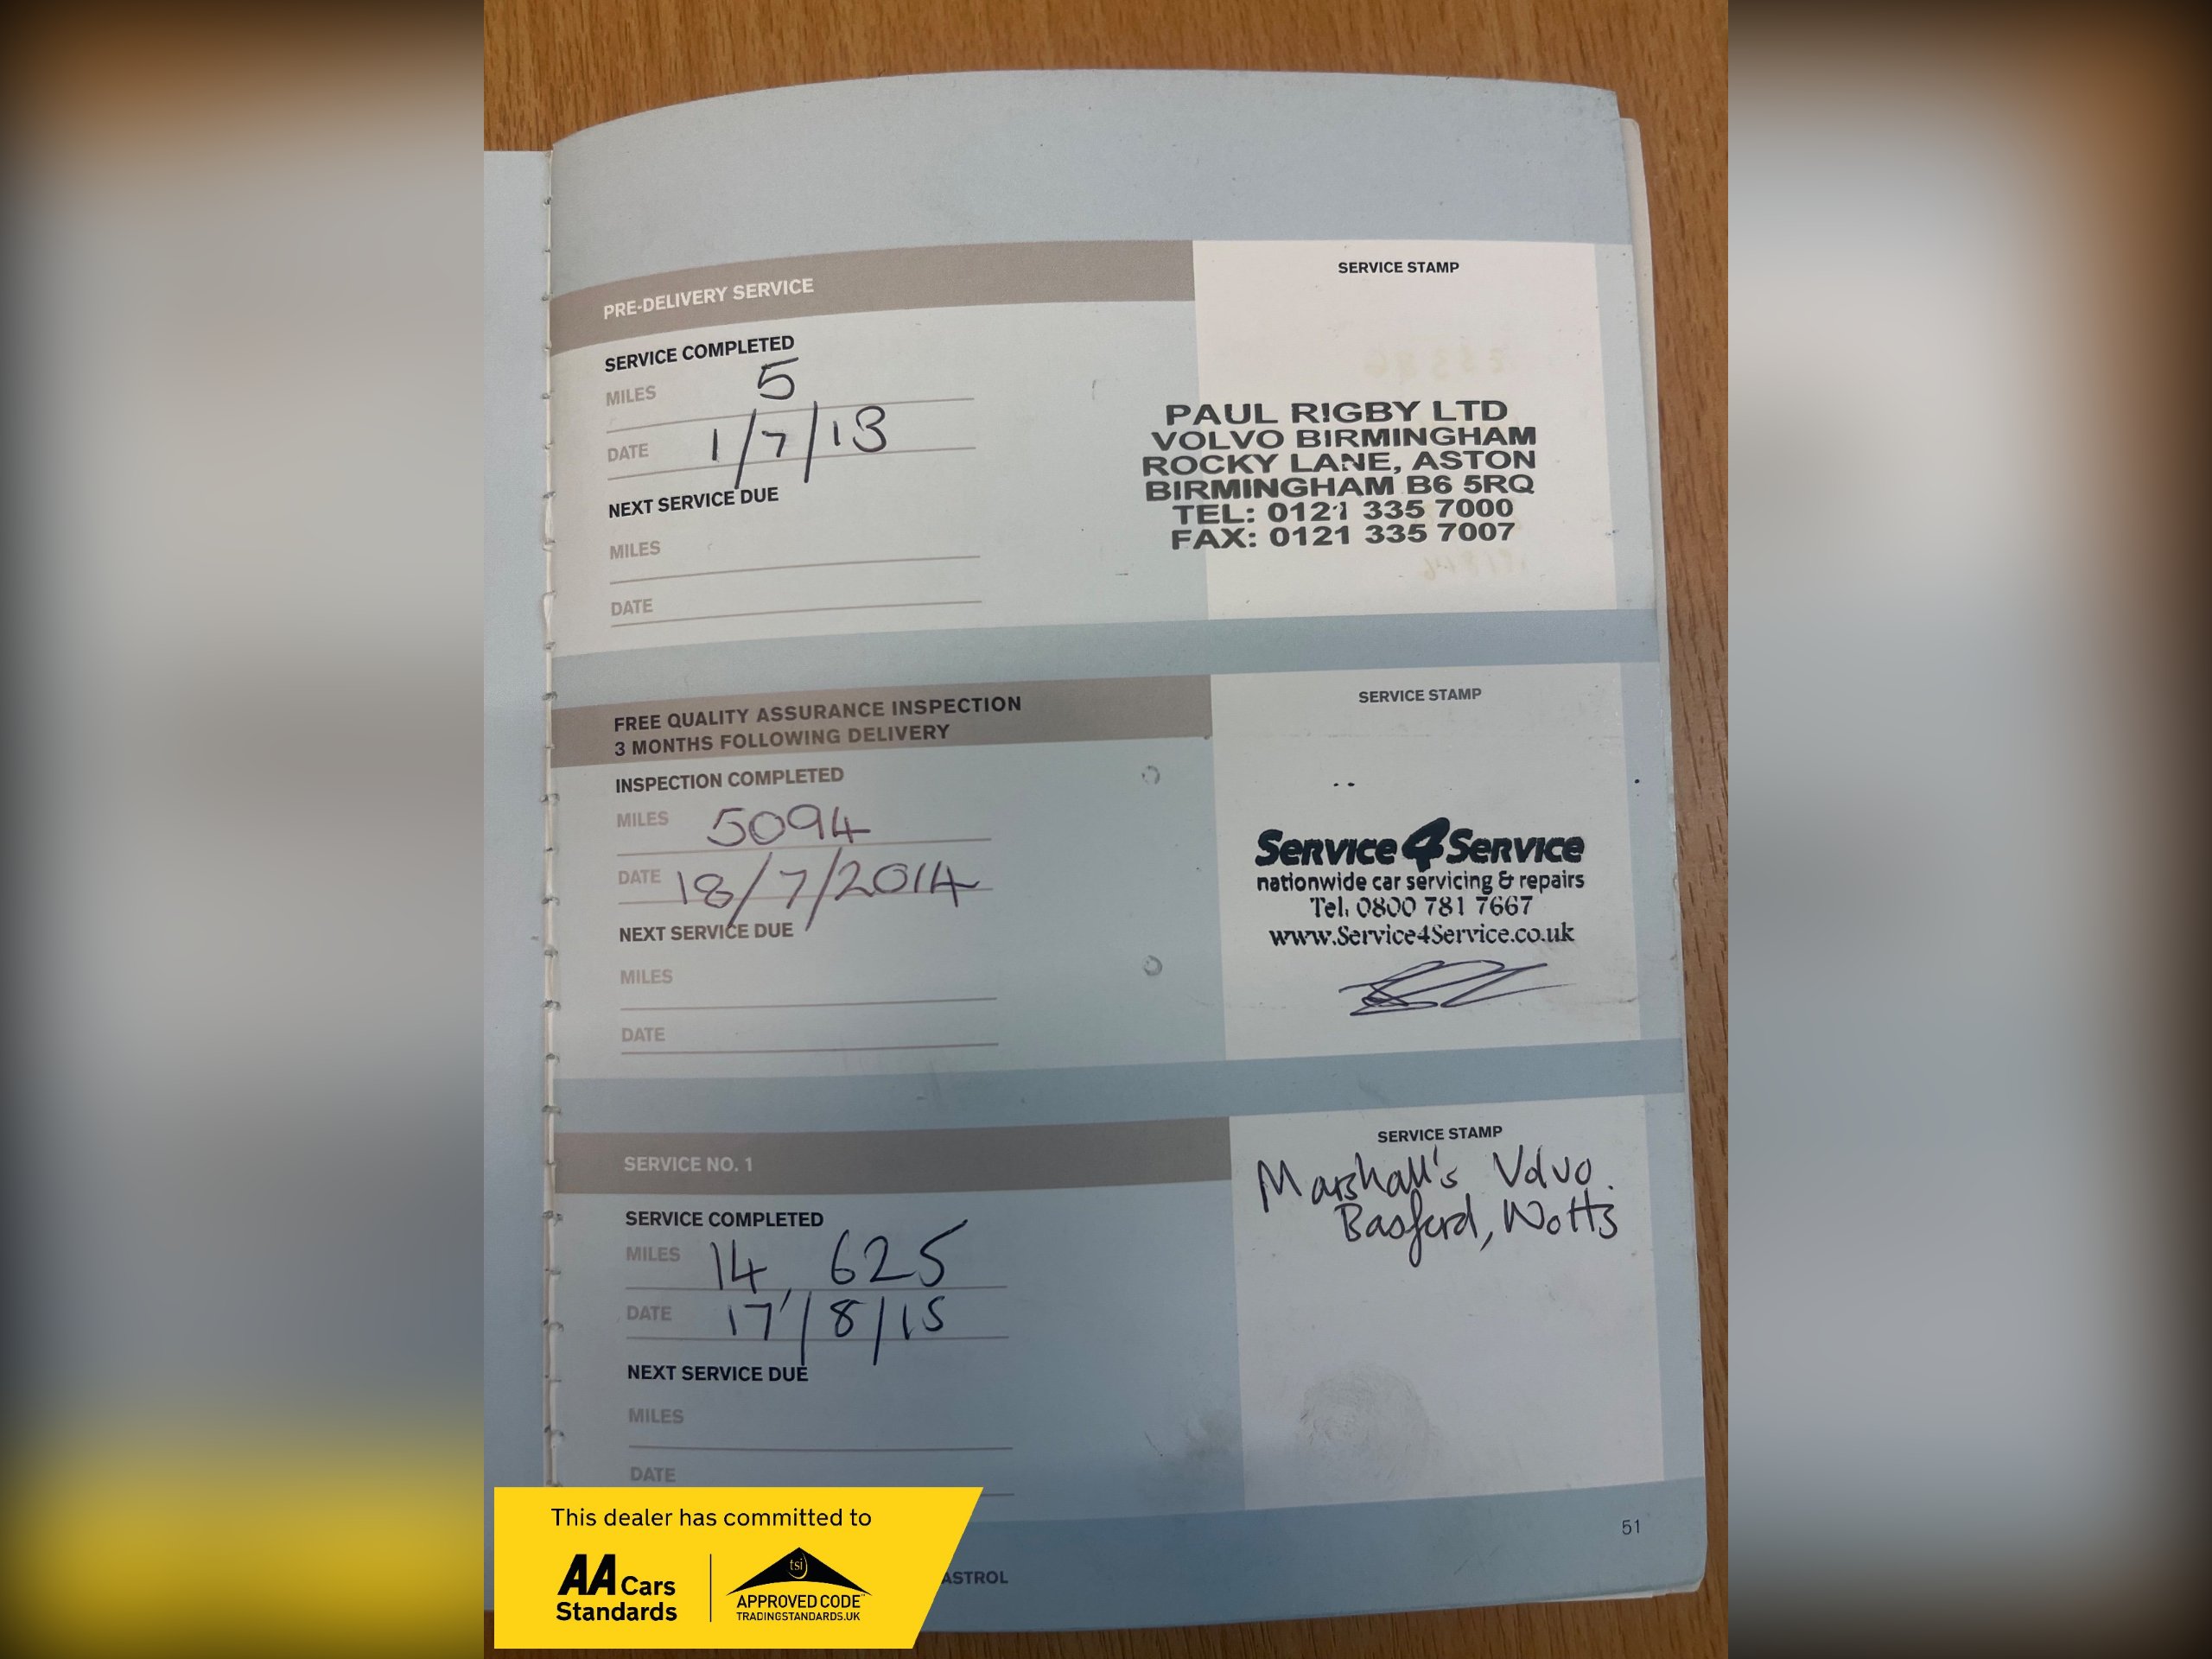 PRE-DELIVERY SERVICE
SERVICE STAMP
SERVICE COMPLETED
MILES 5
DATE 1/7/13
NEXT SERVICE DUE
MILES
DATE
PAUL RIGBY LTD
VOLVO BIRMINGHAM
ROCKY LANE, ASTON
BIRMINGHAM B6 5RQ
TEL: 0121 335 7000
FAX: 0121 335 7007
FREE QUALITY ASSURANCE INSPECTION
3 MONTHS FOLLOWING DELIVERY
SERVICE STAMP
INSPECTION COMPLETED
MILES 5094
DATE 18/7/2014
NEXT SERVICE DUE
MILES
DATE
Service4Service
nationwide car servicing & repairs
Tel. 0800 781 7667
www.Service4Service.co.uk
SERVICE NO. 1
SERVICE STAMP
SERVICE COMPLETED
MILES 14,625
DATE 17/8/15
NEXT SERVICE DUE
MILES
DATE
Marshall's Volvo.
Basford, Notts
51
ASTROL
This dealer has committed to
AA Cars
Standards
tsi
APPROVED CODE
TRADINGSTANDARDS.UK